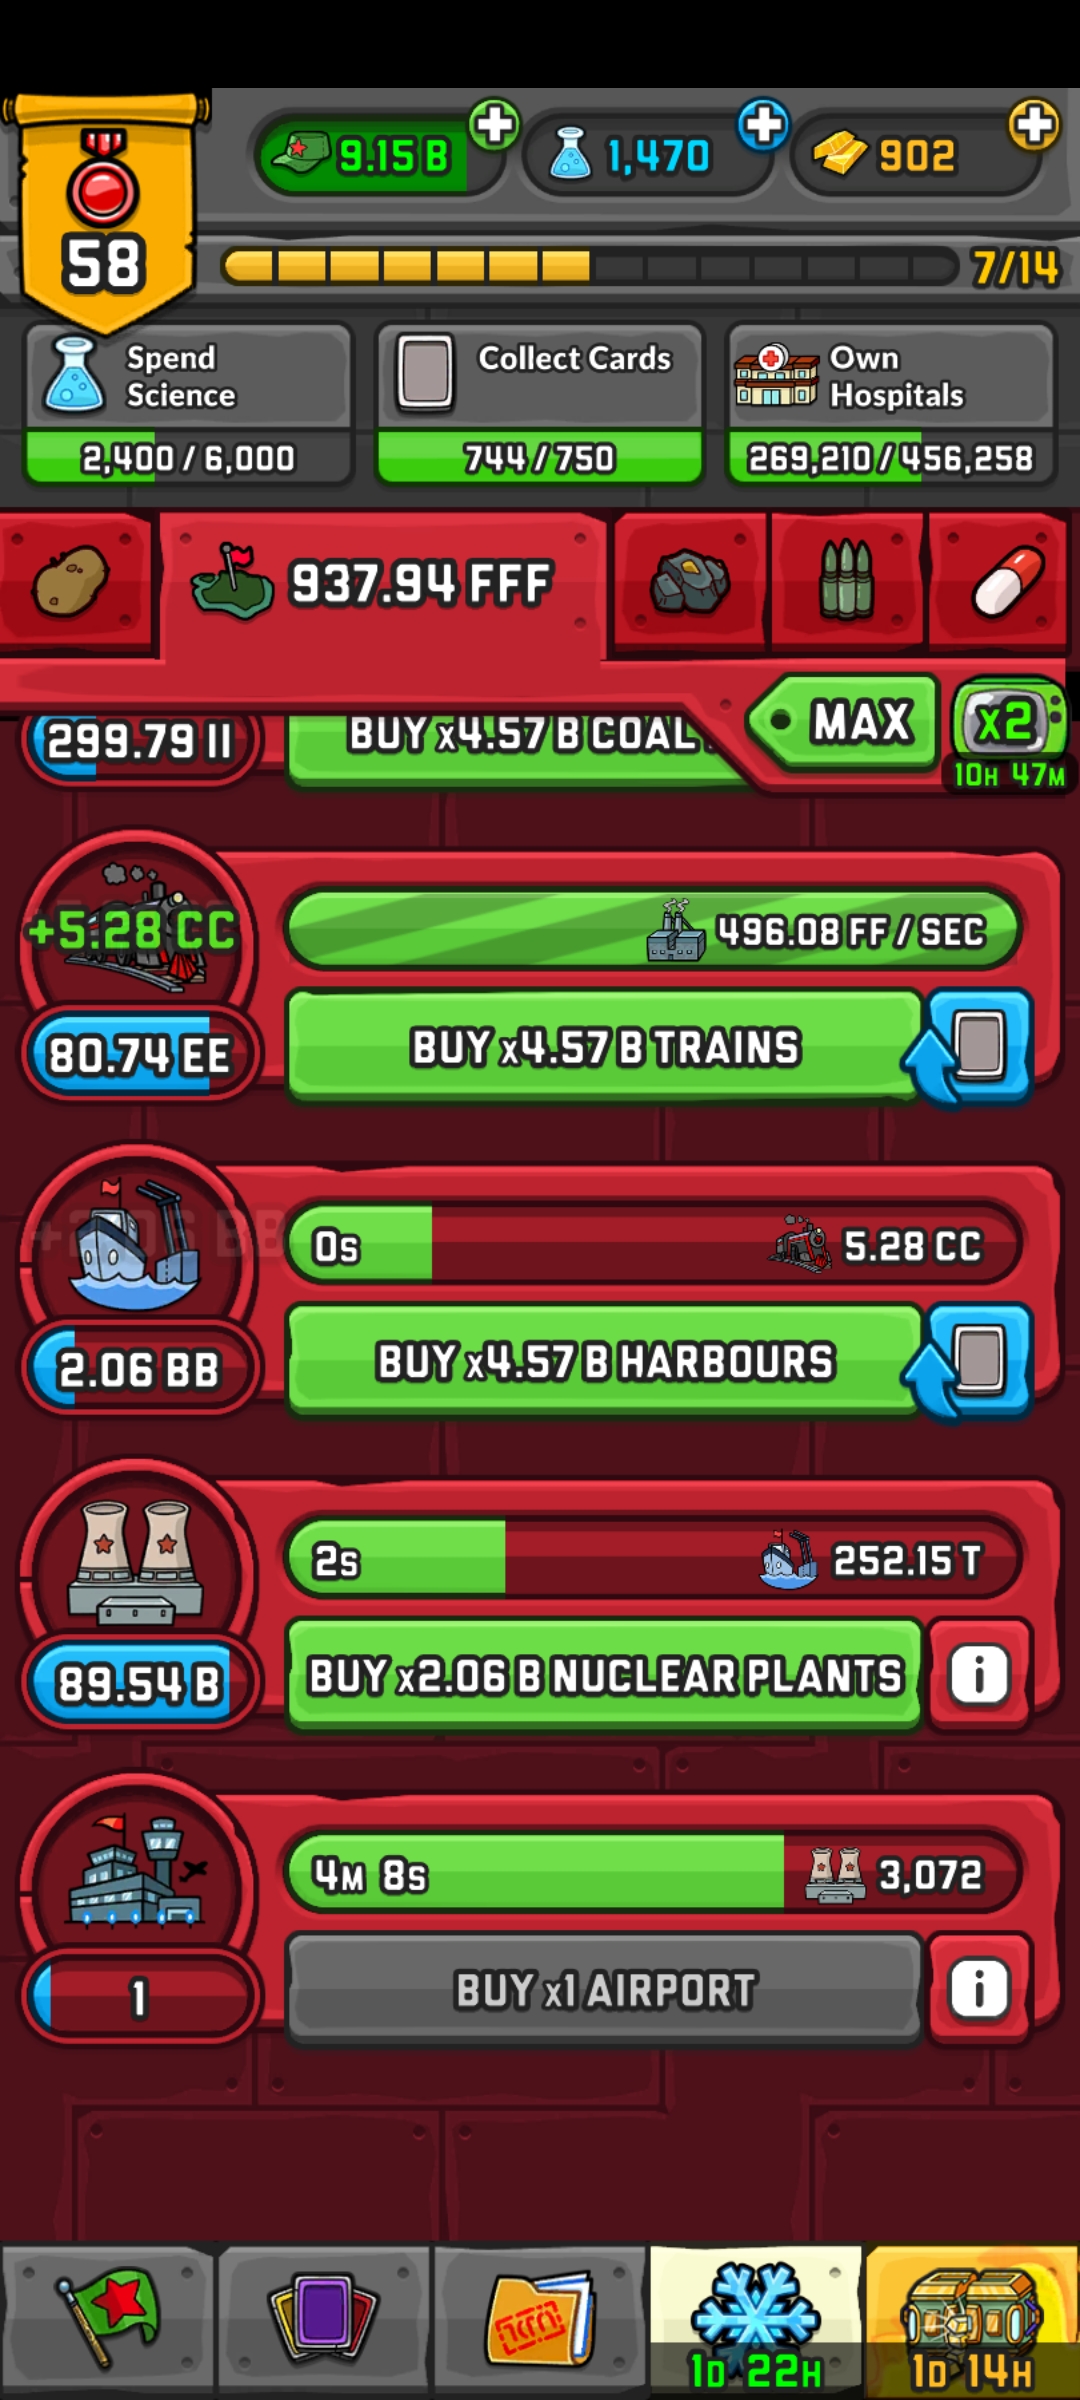 9.15 B
1,470
902
58
7/14
Spend
Science
2,400 / 6,000
Collect Cards
744 / 750
Own
Hospitals
269,210 / 456,258
937.94 FFF
299.79 II
BUY x4.57 B COAL
MAX
x2
10H 47M
+5.28 CC
496.08 FF / SEC
80.74 EE
BUY x4.57 B TRAINS
+2.06 BB
0s
5.28 CC
2.06 BB
BUY x4.57 B HARBOURS
2s
252.15 T
89.54 B
BUY x2.06 B NUCLEAR PLANTS
i
4M 8s
3,072
1
BUY x1 AIRPORT
i
1D 22H
1D 14H